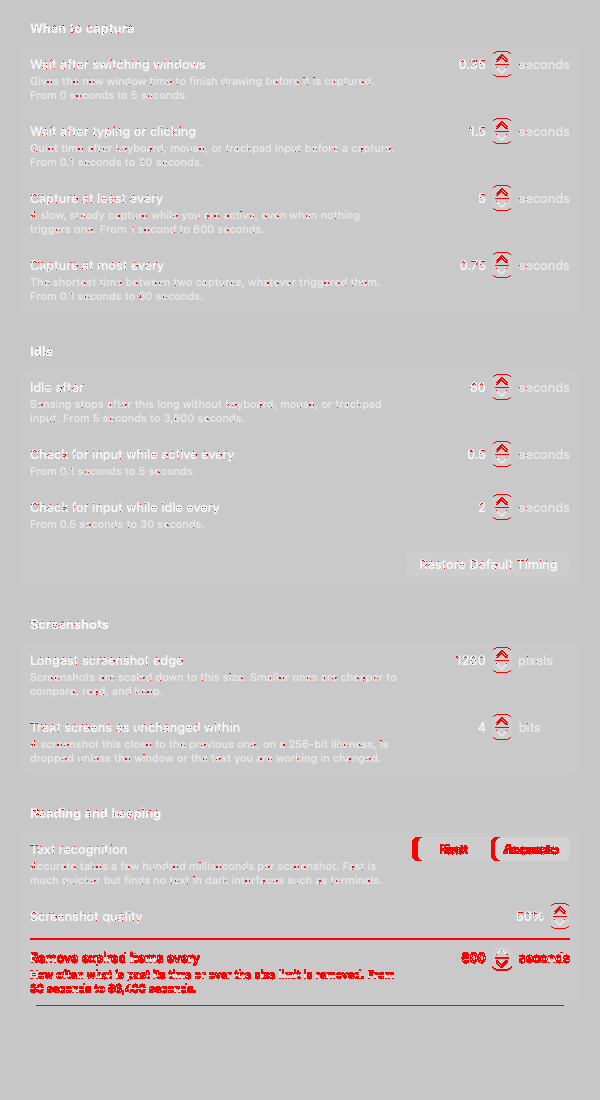 When to capture
Wait after switching windows
0.35 seconds
Gives the new window time to finish drawing before it is captured.
From 0 seconds to 5 seconds.
Wait after typing or clicking
1.5 seconds
Quiet time after keyboard, mouse, or trackpad input before a capture.
From 0.1 seconds to 30 seconds.
Capture at least every
5 seconds
A slow, steady capture while you are active, even when nothing
triggers one. From 1 second to 600 seconds.
Capture at most every
0.75 seconds
The shortest time between two captures, whatever triggered them.
From 0.1 seconds to 60 seconds.
Idle
Idle after
60 seconds
Sensing stops after this long without keyboard, mouse, or trackpad
input. From 5 seconds to 3,600 seconds.
Check for input while active every
0.5 seconds
From 0.1 seconds to 5 seconds.
Check for input while idle every
2 seconds
From 0.5 seconds to 30 seconds.
Restore Default Timing
Screenshots
Longest screenshot edge
1280 pixels
Screenshots are scaled down to this size. Smaller ones are cheaper to
compare, read, and keep.
Treat screens as unchanged within
4 bits
A screenshot this close to the previous one, on a 256-bit likeness, is
dropped unless the window or the text you are working in changed.
Reading and keeping
Text recognition
Accurate
Accurate takes a few hundred milliseconds per screenshot. Fast is
much quicker but finds no text in dark interfaces such as terminals.
Screenshot quality
50%
Remove expired items every
600 seconds
How often what is past its time or over the size limit is removed. From
60 seconds to 86,400 seconds.